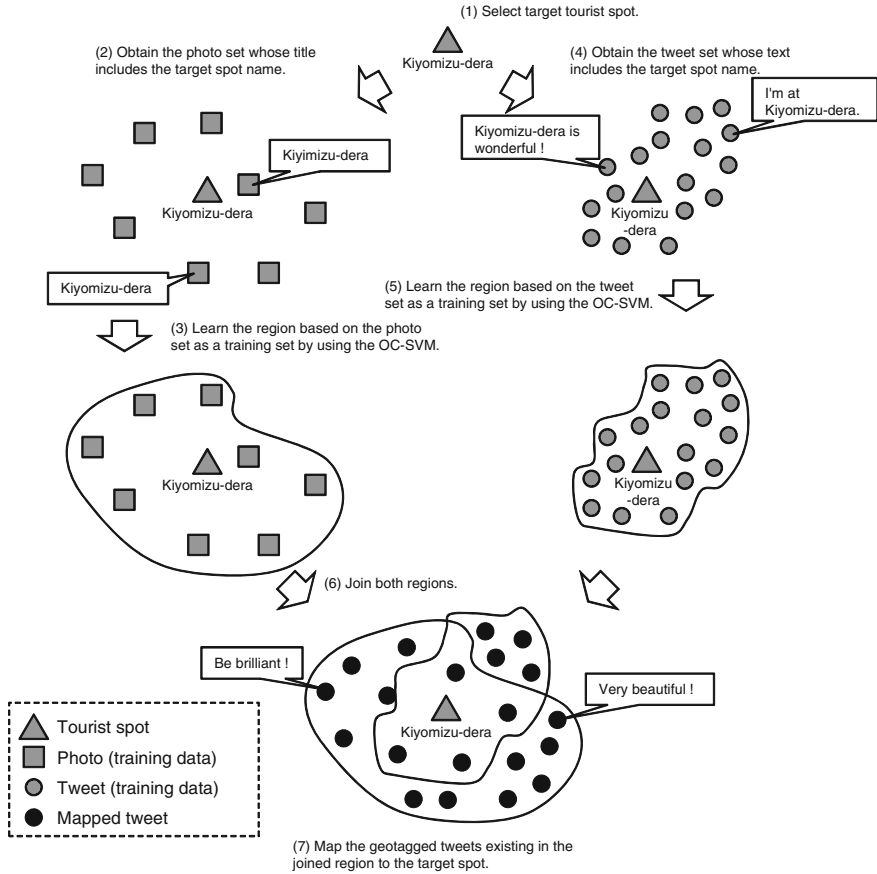 (1) Select target tourist spot.
Kiyomizu-dera
(2) Obtain the photo set whose title
includes the target spot name.
(4) Obtain the tweet set whose text
includes the target spot name.
I'm at
Kiyomizu-dera.
Kiyomizu-dera is
wonderful !
Kiyimizu-dera
Kiyomizu-dera
Kiyomizu
-dera
Kiyomizu-dera
(5) Learn the region based on the tweet
set as a training set by using the OC-SVM.
(3) Learn the region based on the photo
set as a training set by using the OC-SVM.
Kiyomizu-dera
Kiyomizu
-dera
(6) Join both regions.
Be brilliant !
Very beautiful !
Kiyomizu-dera
Tourist spot
Photo (training data)
Tweet (training data)
Mapped tweet
(7) Map the geotagged tweets existing in the
joined region to the target spot.